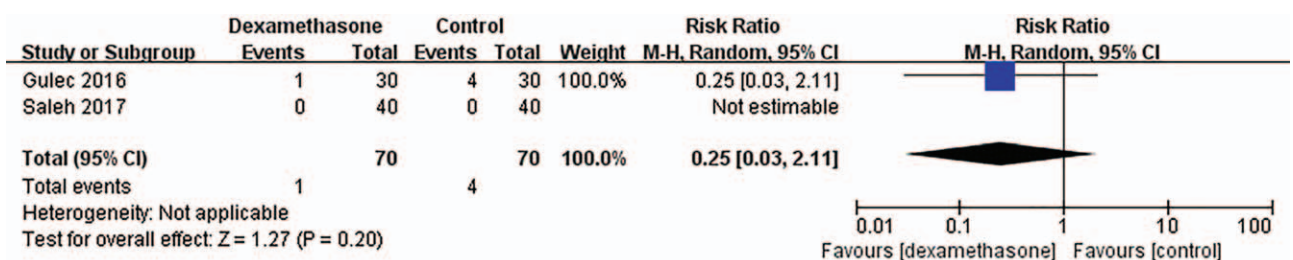 Dexamethasone Control Risk Ratio Risk Ratio
Study or Subgroup Events Total Events Total Weight M-H, Random, 95% CI M-H, Random, 95% CI
Gulec 2016 1 30 4 30 100.0% 0.25 [0.03, 2.11]
Saleh 2017 0 40 0 40 Not estimable
Total (95% CI) 70 70 100.0% 0.25 [0.03, 2.11]
Total events 1 4
Heterogeneity: Not applicable
Test for overall effect: Z = 1.27 (P = 0.20)
0.01 0.1 1 10 100
Favours [dexamethasone] Favours [control]